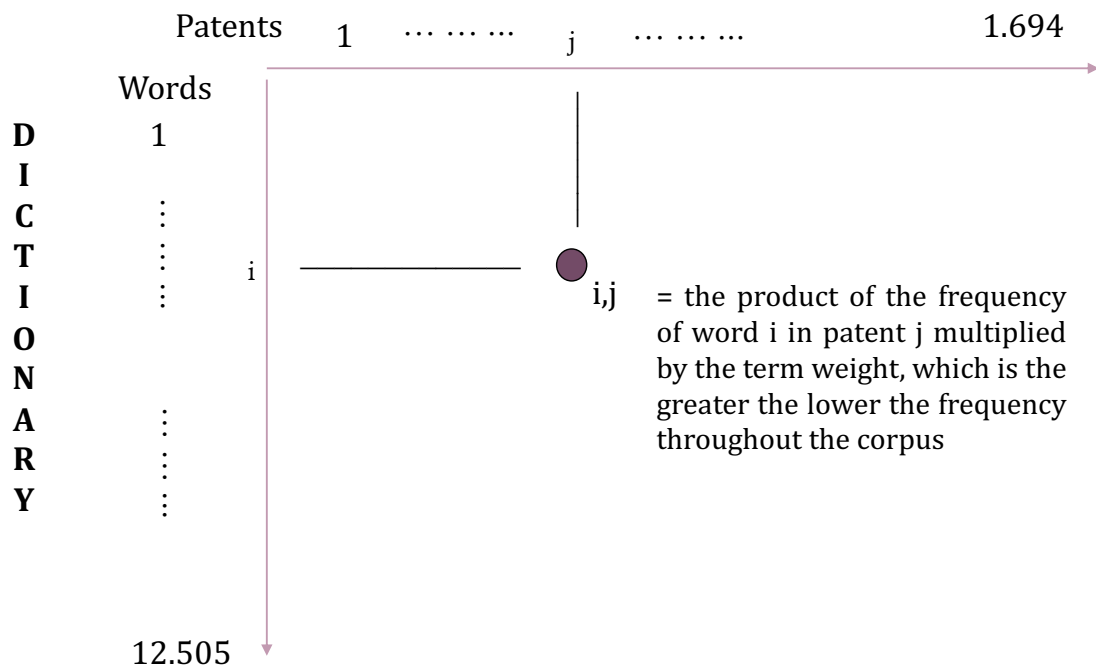 Patents 1 ... ... ... j ... ... ... 1.694
Words
DICTIONARY
1
i
i,j
= the product of the frequency
of word i in patent j multiplied
by the term weight, which is the
greater the lower the frequency
throughout the corpus
12.505